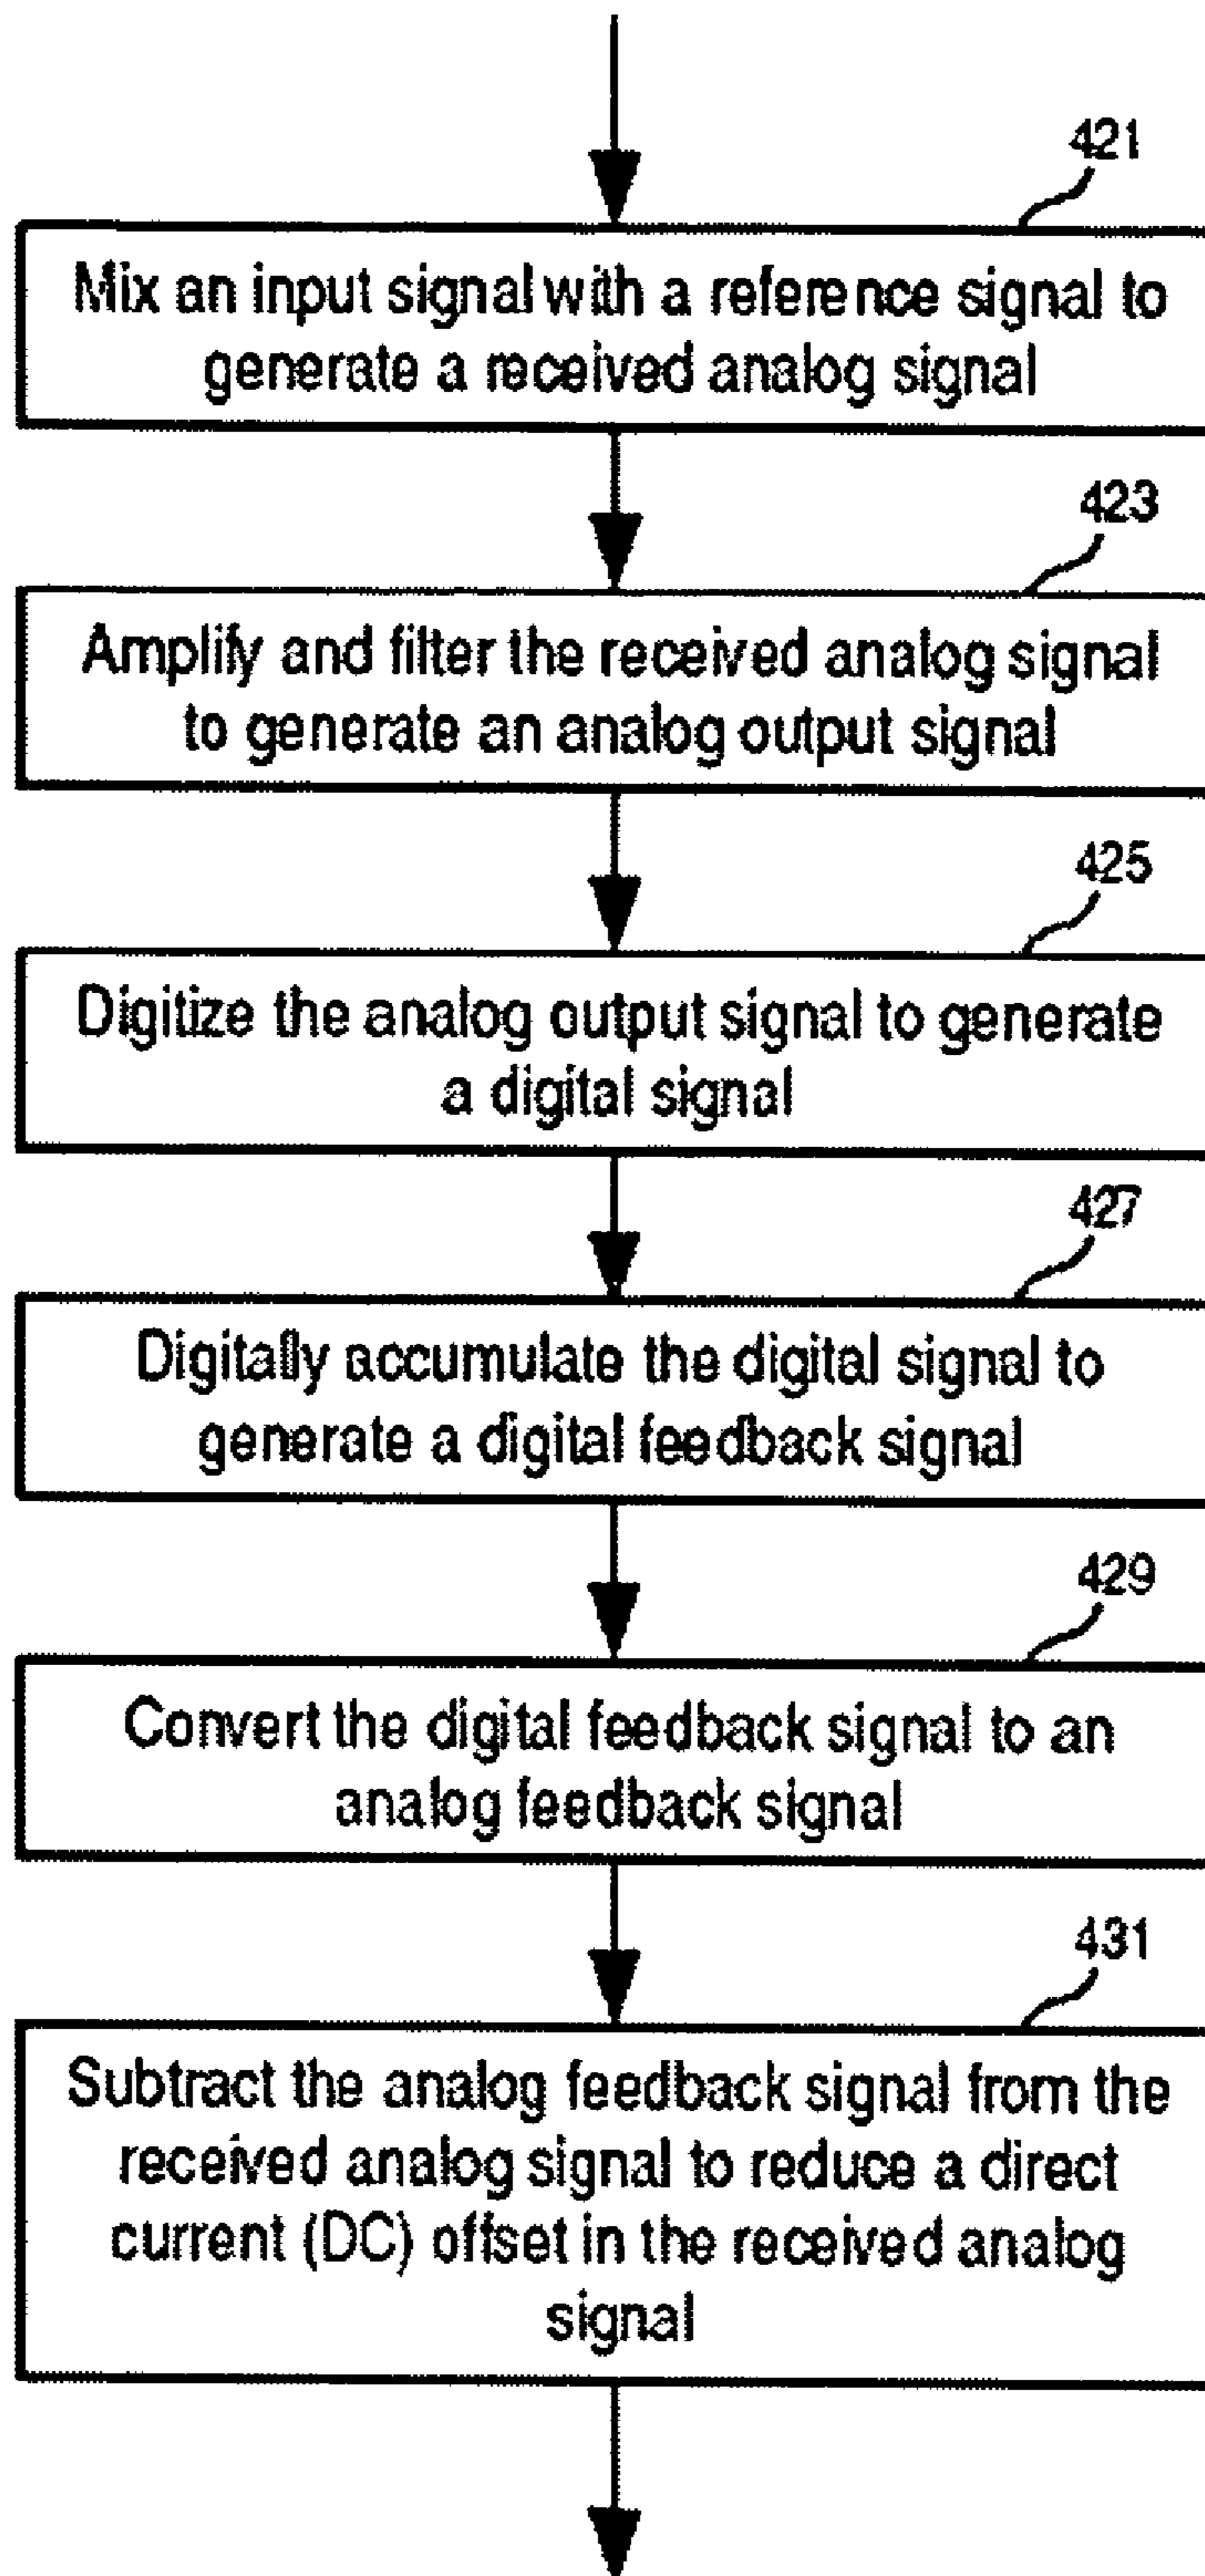 421
Mix an input signal with a reference signal to
generate a received analog signal
423
Amplify and filter the received analog signal
to generate an analog output signal
425
Digitize the analog output signal to generate
a digital signal
427
Digitally accumulate the digital signal to
generate a digital feedback signal
429
Convert the digital feedback signal to an
analog feedback signal
431
Subtract the analog feedback signal from the
received analog signal to reduce a direct
current (DC) offset in the received analog
signal